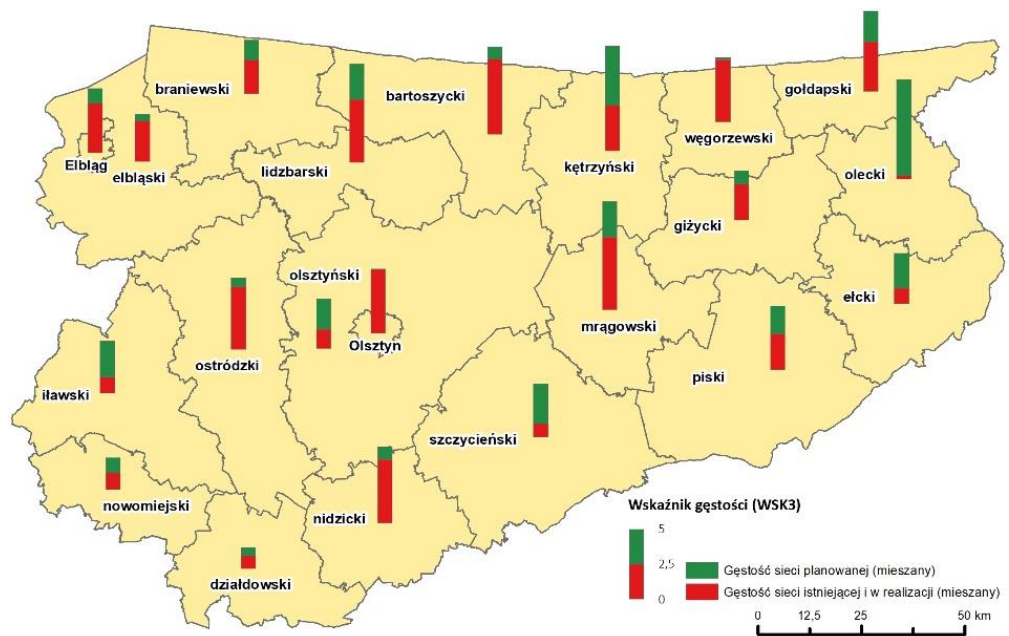 braniewski
bartoszycki
gołdapski
węgorzewski
Elbląg
elbląski
lidzbarski
kętrzyński
olecki
giżycki
olsztyński
ełcki
mrągowski
Olsztyn
ostródzki
piski
iławski
szczycieński
nowomiejski
nidzicki
działdowski
Wskaźnik gęstości (WSK3)
5
2,5
0
Gęstość sieci planowanej (mieszany)
Gęstość sieci istniejącej i w realizacji (mieszany)
0 12,5 25 50 km